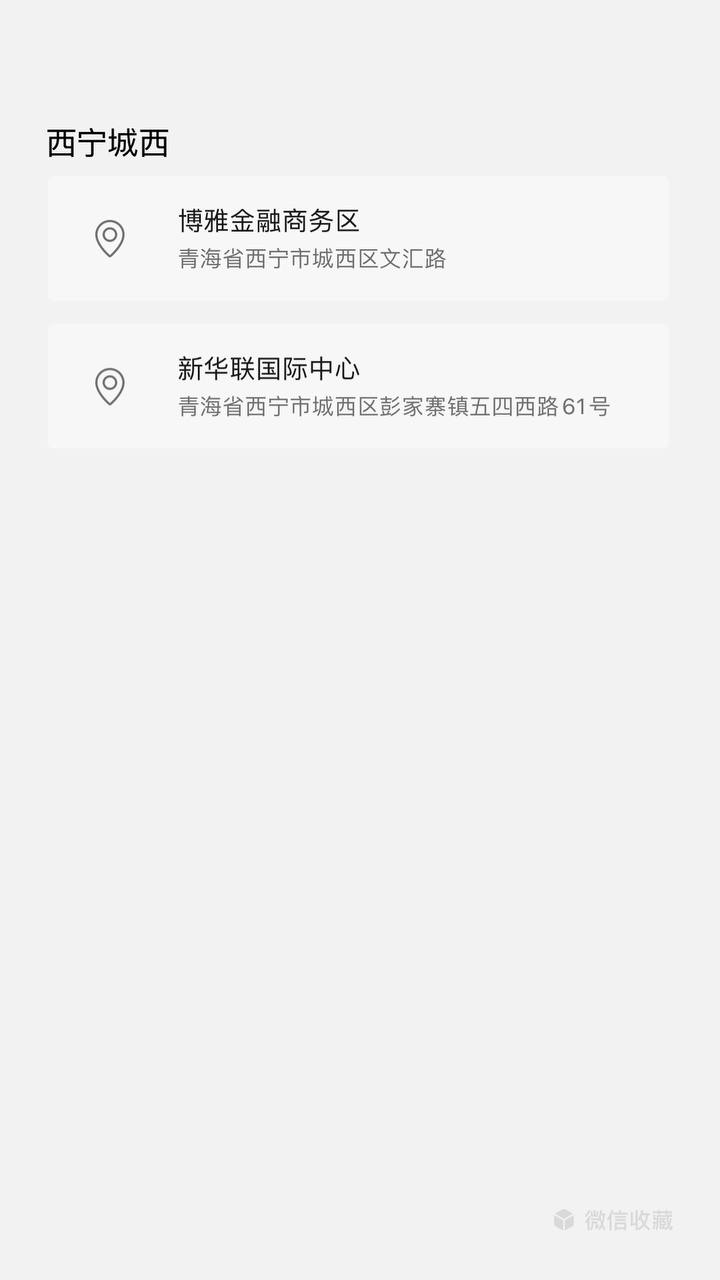 西宁城西
博雅金融商务区
青海省西宁市城西区文汇路
新华联国际中心
青海省西宁市城西区彭家寨镇五四西路61号
微信收藏